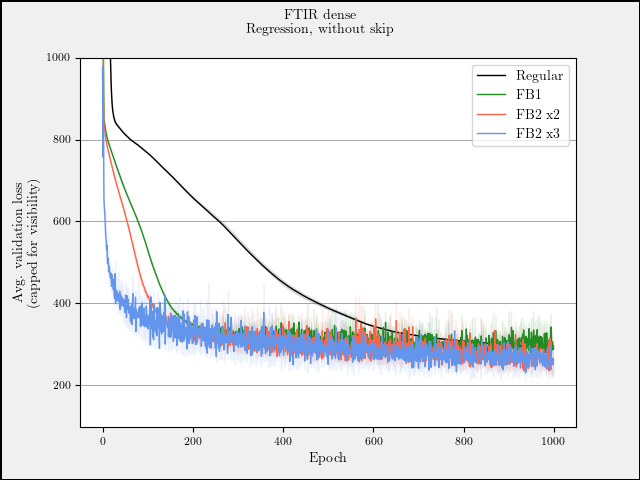 FTIR dense
Regression, without skip
1000
800
600
400
200
Avg. validation loss
(capped for visibility)
Regular
FB1
FB2 x2
FB2 x3
0
200
400
600
800
1000
Epoch